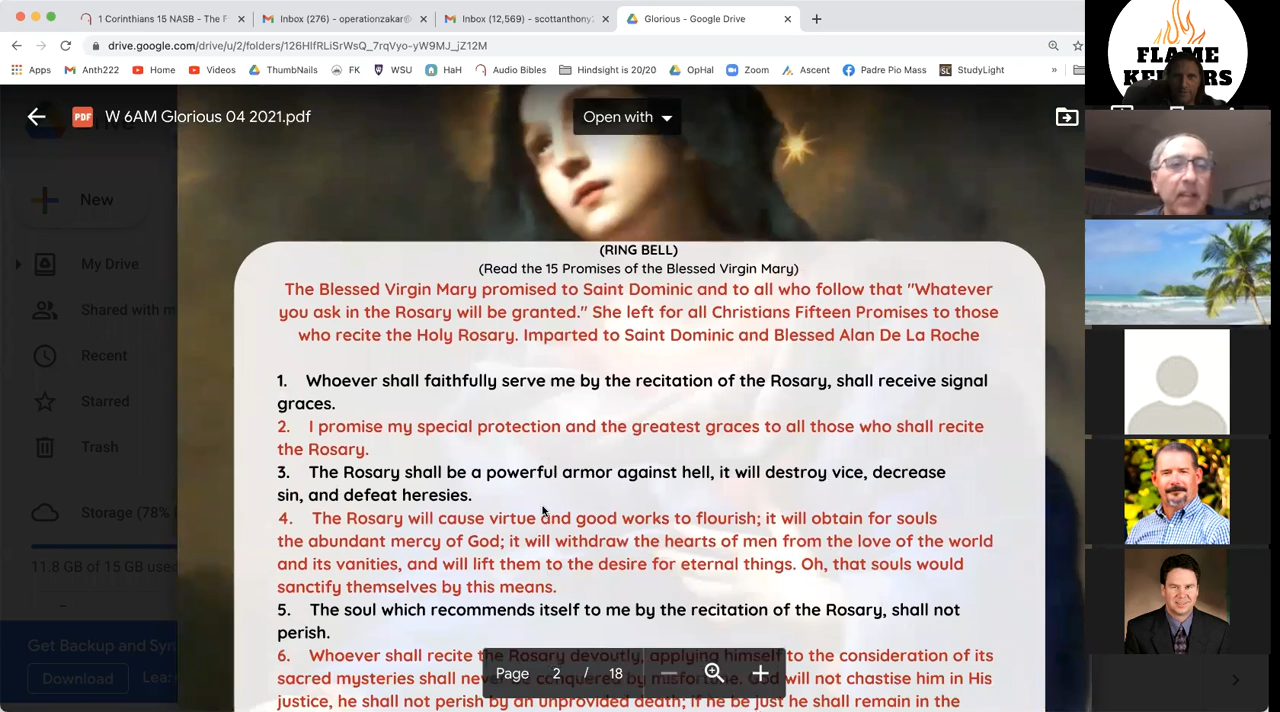 1 Corinthians 15 NASB - The F
Inbox (276) - operationzakar@
Inbox (12,569) - scottanthony
Glorious - Google Drive
drive.google.com/drive/u/2/folders/126HIfRLiSrWsQ_7rqVyo-yW9MJ_jZ12M
Apps Anth222 Home Videos ThumbNails FK WSU HaH Audio Bibles Hindsight is 20/20 OpHal Zoom Ascent Padre Pio Mass StudyLight »
FLAME
PDF W 6AM Glorious 04 2021.pdf
Open with
New
My Drive
Shared with m
Recent
Starred
Trash
Storage (78%
11.8 GB of 15 GB used
Get Backup and Syn
Download Lear
(RING BELL)
(Read the 15 Promises of the Blessed Virgin Mary)
The Blessed Virgin Mary promised to Saint Dominic and to all who follow that "Whatever
you ask in the Rosary will be granted." She left for all Christians Fifteen Promises to those
who recite the Holy Rosary. Imparted to Saint Dominic and Blessed Alan De La Roche
1. Whoever shall faithfully serve me by the recitation of the Rosary, shall receive signal
graces.
2. I promise my special protection and the greatest graces to all those who shall recite
the Rosary.
3. The Rosary shall be a powerful armor against hell, it will destroy vice, decrease
sin, and defeat heresies.
4. The Rosary will cause virtue and good works to flourish; it will obtain for souls
the abundant mercy of God; it will withdraw the hearts of men from the love of the world
and its vanities, and will lift them to the desire for eternal things. Oh, that souls would
sanctify themselves by this means.
5. The soul which recommends itself to me by the recitation of the Rosary, shall not
perish.
6. Whoever shall recite the Rosary devoutly, applying himself to the consideration of its
sacred mysteries shall never be conquered by misfortune. God will not chastise him in His
justice, he shall not perish by an unprovided death; if he be just he shall remain in the
Page 2 / 18